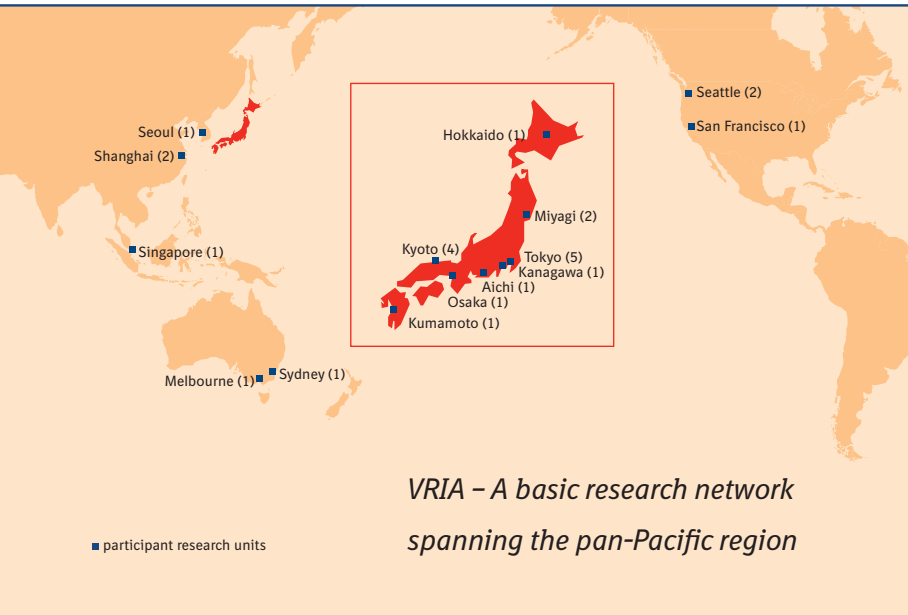 Seattle (2)
San Francisco (1)
Seoul (1)
Shanghai (2)
Singapore (1)
Melbourne (1)
Sydney (1)
Hokkaido (1)
Miyagi (2)
Kyoto (4)
Tokyo (5)
Kanagawa (1)
Aichi (1)
Osaka (1)
Kumamoto (1)
VRIA – A basic research network
spanning the pan-Pacific region
participant research units